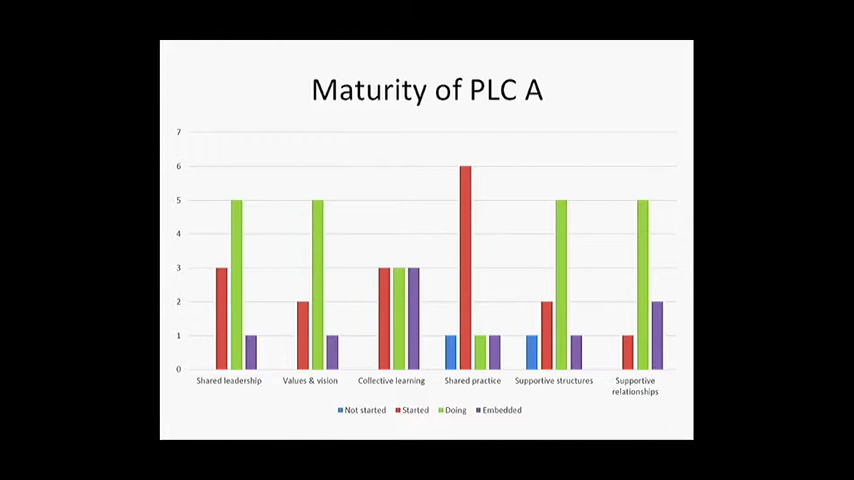 Maturity of PLC A
7
6
5
4
3
2
1
0
Shared leadership
Values & vision
Collective learning
Shared practice
Supportive structures
Supportive
relationships
Not started
Started
Doing
Embedded